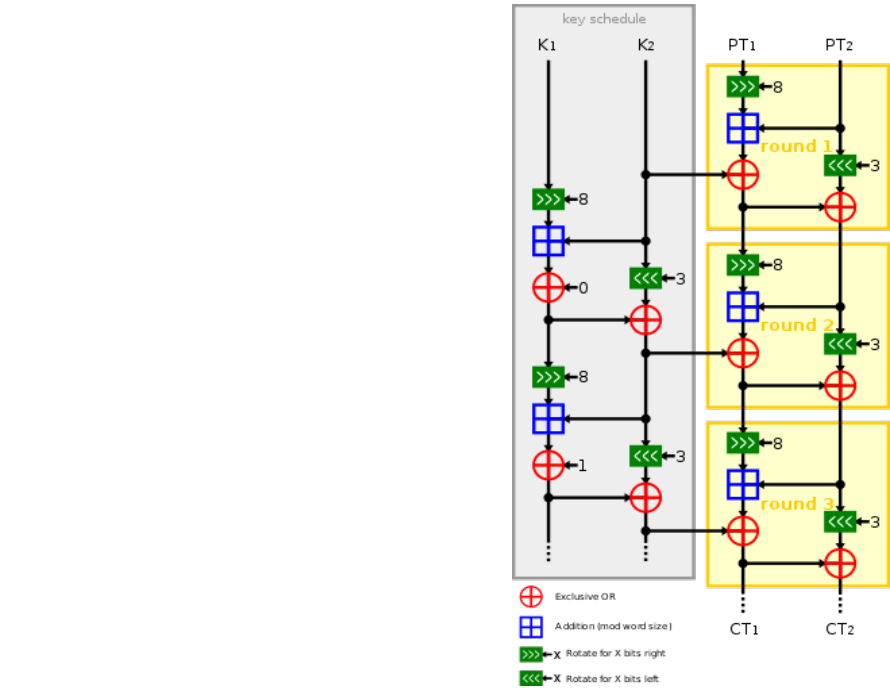 key schedule
K1 K2 PT1 PT2
8
round 1
3
8
3
0
8
round 2
3
8
3
1
8
round 3
3
Exclusive OR
Addition (mod word size)
X Rotate for X bits right
X Rotate for X bits left
CT1 CT2